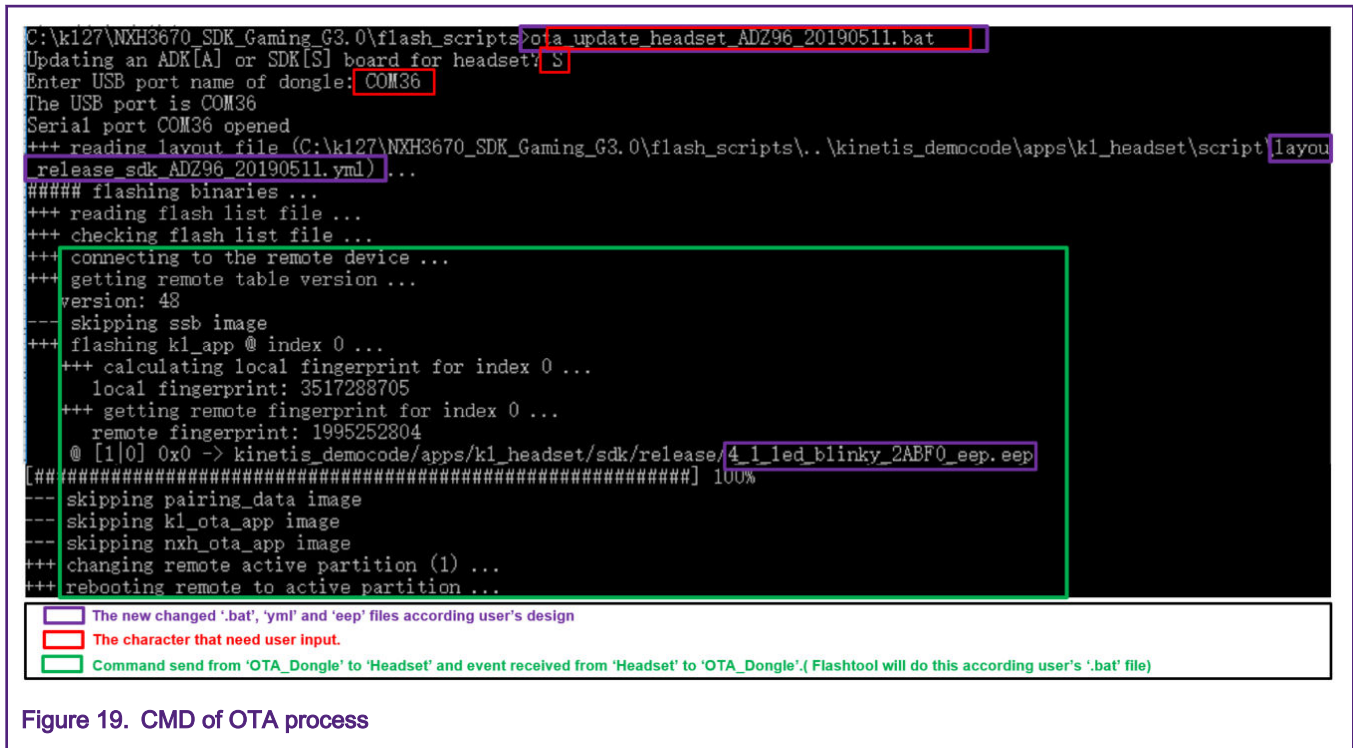 C:\k127\NXH3670_SDK_Gaming_G3.0\flash_scripts>ota_update_headset_ADZ96_20190511.bat
Updating an ADK[A] or SDK[S] board for headset? S
Enter USB port name of dongle: COM36
The USB port is COM36
Serial port COM36 opened
+++ reading layout file (C:\k127\NXH3670_SDK_Gaming_G3.0\flash_scripts\..\kinetis_democode\apps\kl_headset\script\layou
_release_sdk_ADZ96_20190511.yml) ...
##### flashing binaries ...
+++ reading flash list file ...
+++ checking flash list file ...
+++ connecting to the remote device ...
+++ getting remote table version ...
version: 48
--- skipping ssb image
+++ flashing kl_app @ index 0 ...
+++ calculating local fingerprint for index 0 ...
local fingerprint: 3517288705
+++ getting remote fingerprint for index 0 ...
remote fingerprint: 1995252804
@ [1|0] 0x0 -> kinetis_democode/apps/kl_headset/sdk/release/4_1_led_blinky_2ABF0_eep.eep
[############################################################] 100%
--- skipping pairing_data image
--- skipping kl_ota_app image
--- skipping nxh_ota_app image
+++ changing remote active partition (1) ...
+++ rebooting remote to active partition ...
The new changed '.bat', 'yml' and 'eep' files according user's design
The character that need user input.
Command send from 'OTA_Dongle' to 'Headset' and event received from 'Headset' to 'OTA_Dongle'.( Flashtool will do this according user's '.bat' file)
Figure 19. CMD of OTA process